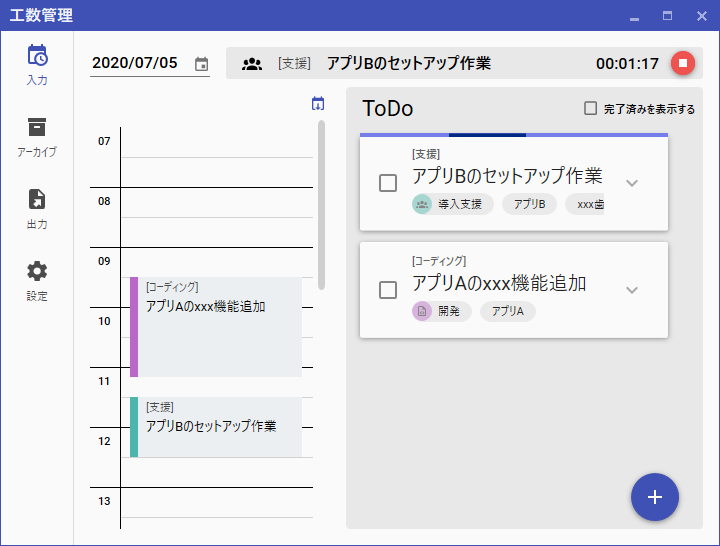 工数管理
入力
アーカイブ
出力
設定
2020/07/05
[支援] アプリBのセットアップ作業 00:01:17
07
08
09
10
11
12
13
[コーディング]
アプリAのxxx機能追加
[支援]
アプリBのセットアップ作業
ToDo
完了済みを表示する
[支援]
アプリBのセットアップ作業
導入支援 アプリB xxx歯
[コーディング]
アプリAのxxx機能追加
開発 アプリA